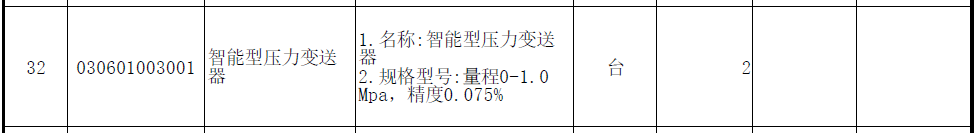 32
030601003001
智能型压力变送
器
1.名称:智能型压力变送
器
2.规格型号:量程0-1.0
Mpa，精度0.075%
台
2